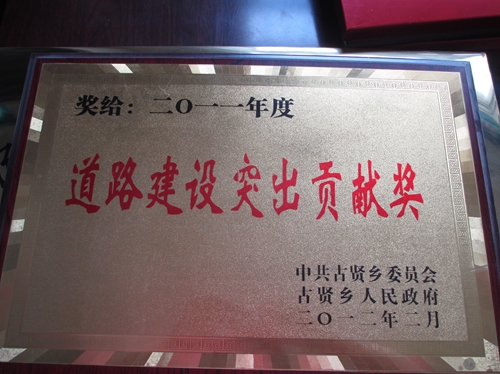 奖给：二〇一一年度
道路建设突出贡献奖
中共古贤乡委员会
古贤乡人民政府
二〇一二年二月